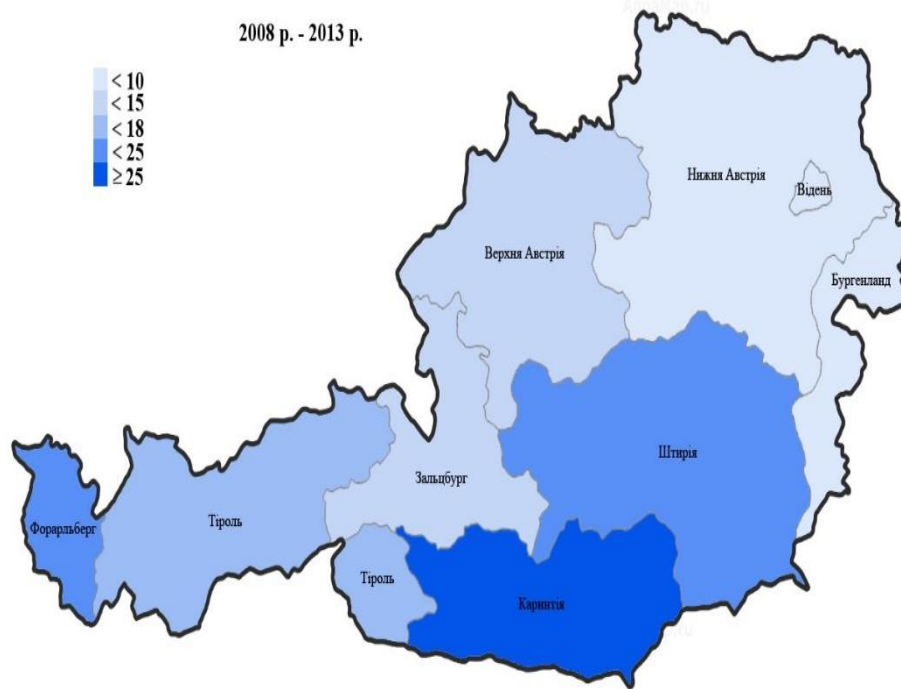 2008 р. - 2013 р.
< 10
< 15
< 18
< 25
≥ 25
Нижня Австрія
Відень
Верхня Австрія
Бургенланд
Штирія
Зальцбург
Форарльберг
Тіроль
Тіроль
Каринтія